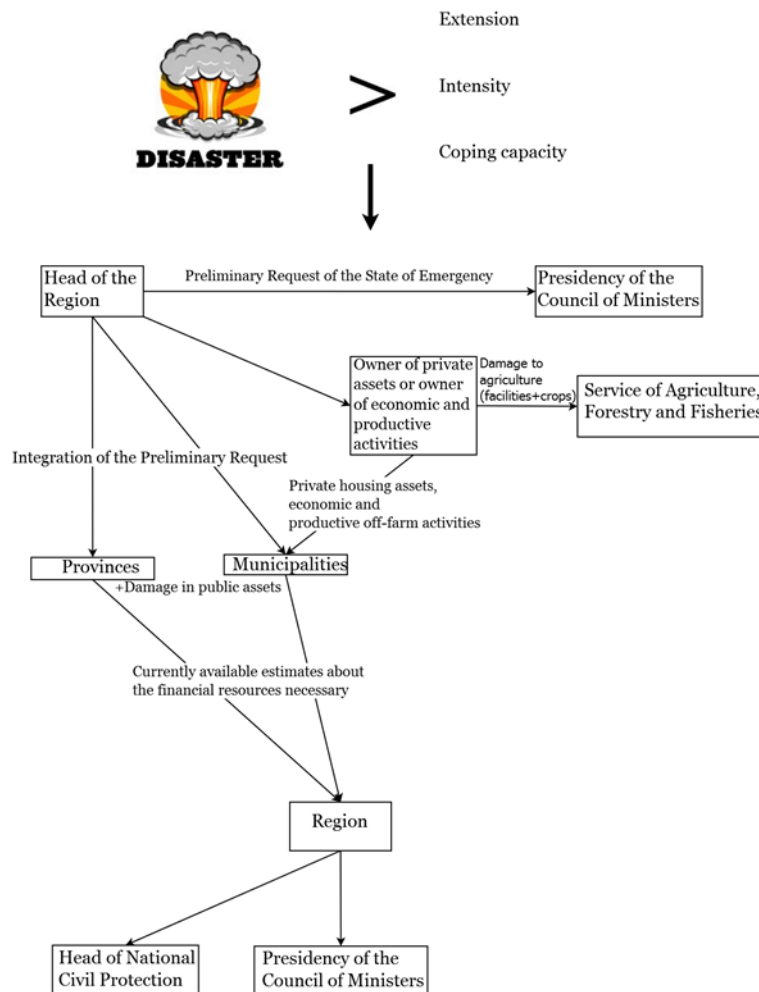 Extension
Intensity
Coping capacity
DISASTER
>
Head of the
Region
Preliminary Request of the State of Emergency
Presidency of the
Council of Ministers
Owner of private
assets or owner
of economic and
productive
activities
Damage to
agriculture
(facilities+crops)
Service of Agriculture,
Forestry and Fisheries
Integration of the Preliminary Request
Private housing assets,
economic and
productive off-farm activities
Provinces
Municipalities
+Damage in public assets
Currently available estimates about
the financial resources necessary
Region
Head of National
Civil Protection
Presidency of the
Council of Ministers